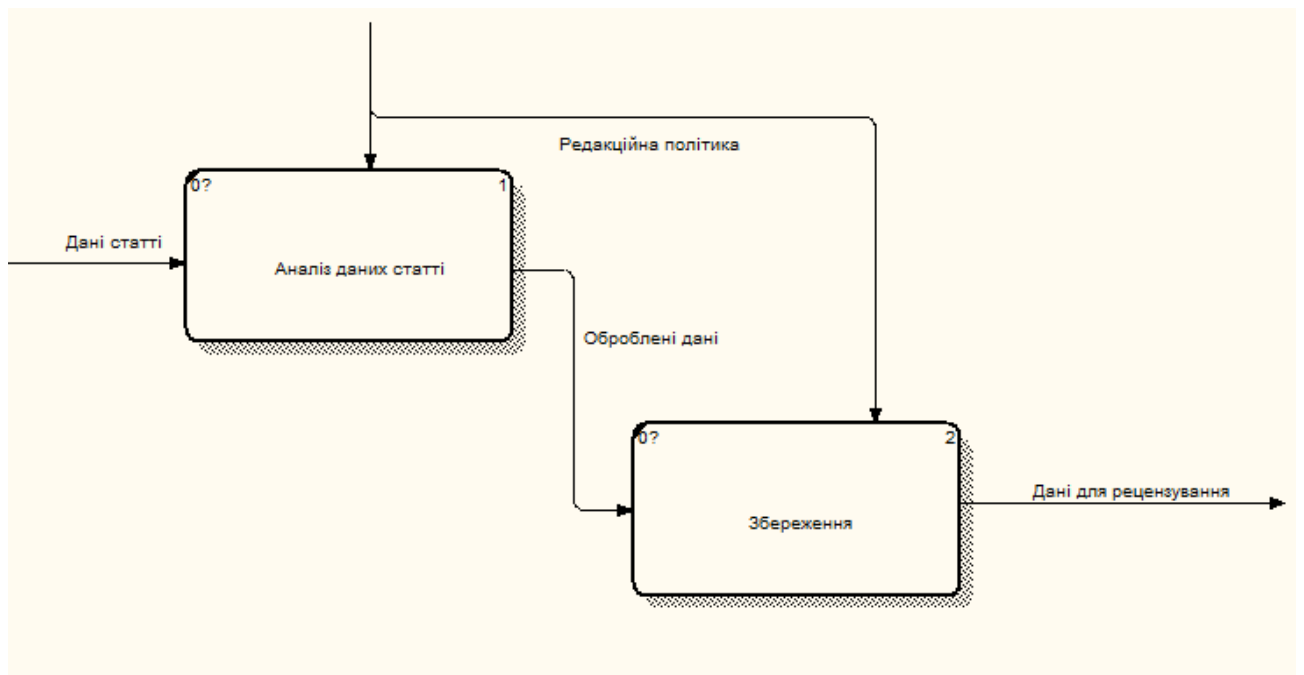 Редакційна політика
0? 1
Дані статті
Аналіз даних статті
Оброблені дані
0? 2
Дані для рецензування
Збереження